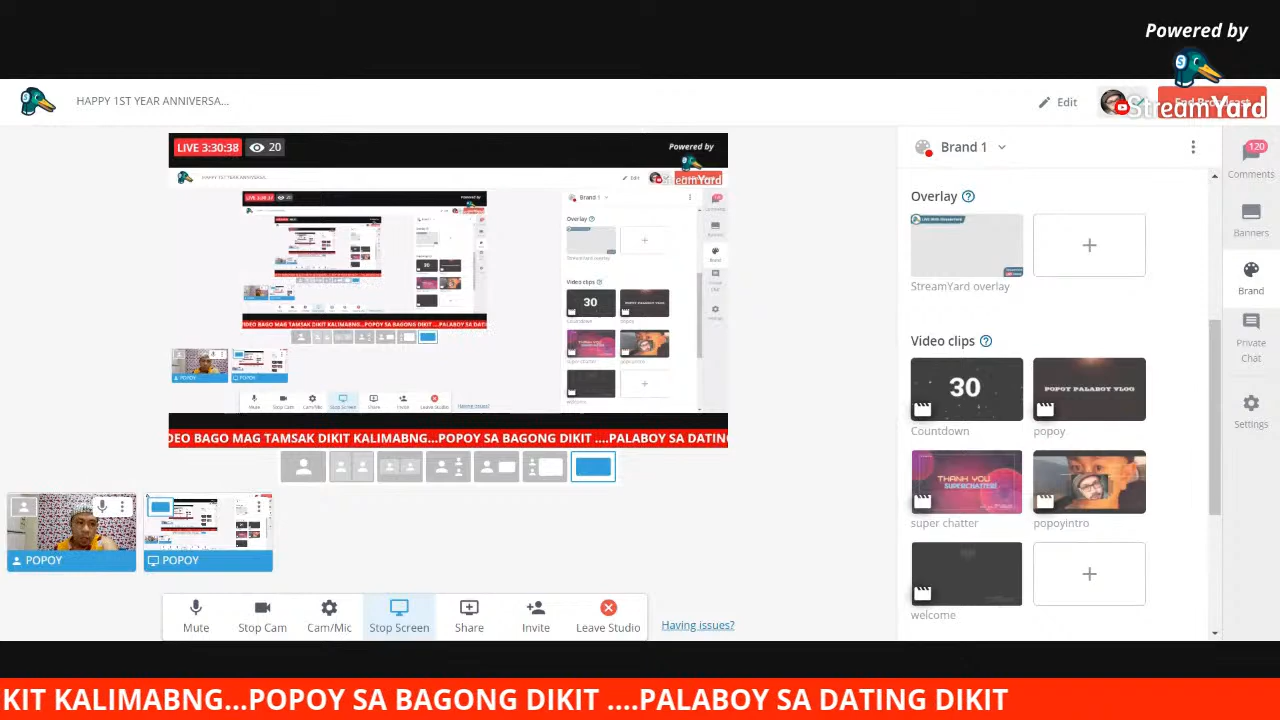 Powered by
StreamYard
HAPPY 1ST YEAR ANNIVERSA...
Edit
LIVE 3:30:38
20
Powered by
Brand 1
120
Comments
Overlay
StreamYard overlay
Banners
Brand
Video clips
30
POPOY PALABOY VLOG
Countdown
popoy
Private
Chat
THANK YOU
SUPERCHATTER!
super chatter
popoyintro
Settings
welcome
DEO BAGO MAG TAMSAK DIKIT KALIMABNG...POPOY SA BAGONG DIKIT ....PALABOY SA DATING
POPOY
POPOY
Mute
Stop Cam
Cam/Mic
Stop Screen
Share
Invite
Leave Studio
Having issues?
KIT KALIMABNG...POPOY SA BAGONG DIKIT ....PALABOY SA DATING DIKIT